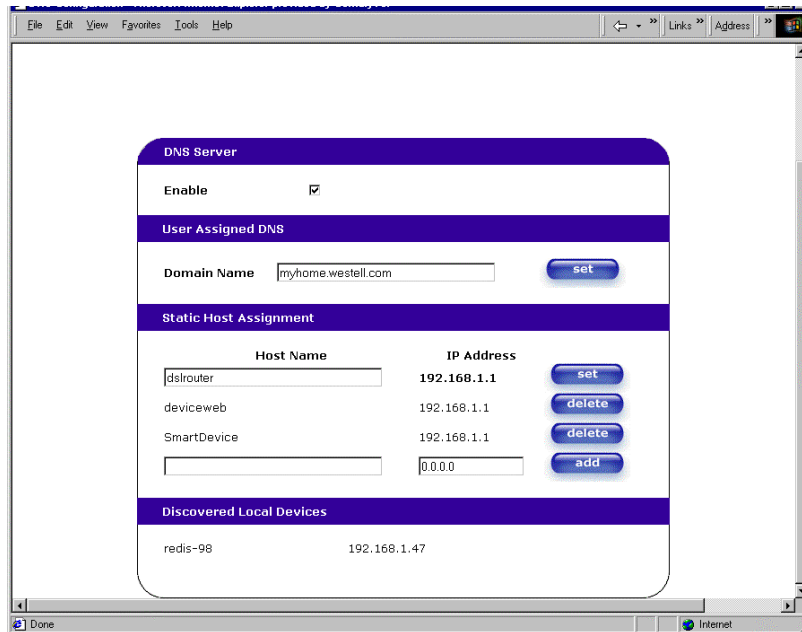 File Edit View Favorites Tools Help » Links » Address »
DNS Server
Enable
User Assigned DNS
Domain Name myhome.westell.com set
Static Host Assignment
Host Name IP Address
dslrouter 192.168.1.1 set
deviceweb 192.168.1.1 delete
SmartDevice 192.168.1.1 delete
0.0.0.0 add
Discovered Local Devices
redis-98 192.168.1.47
Done Internet